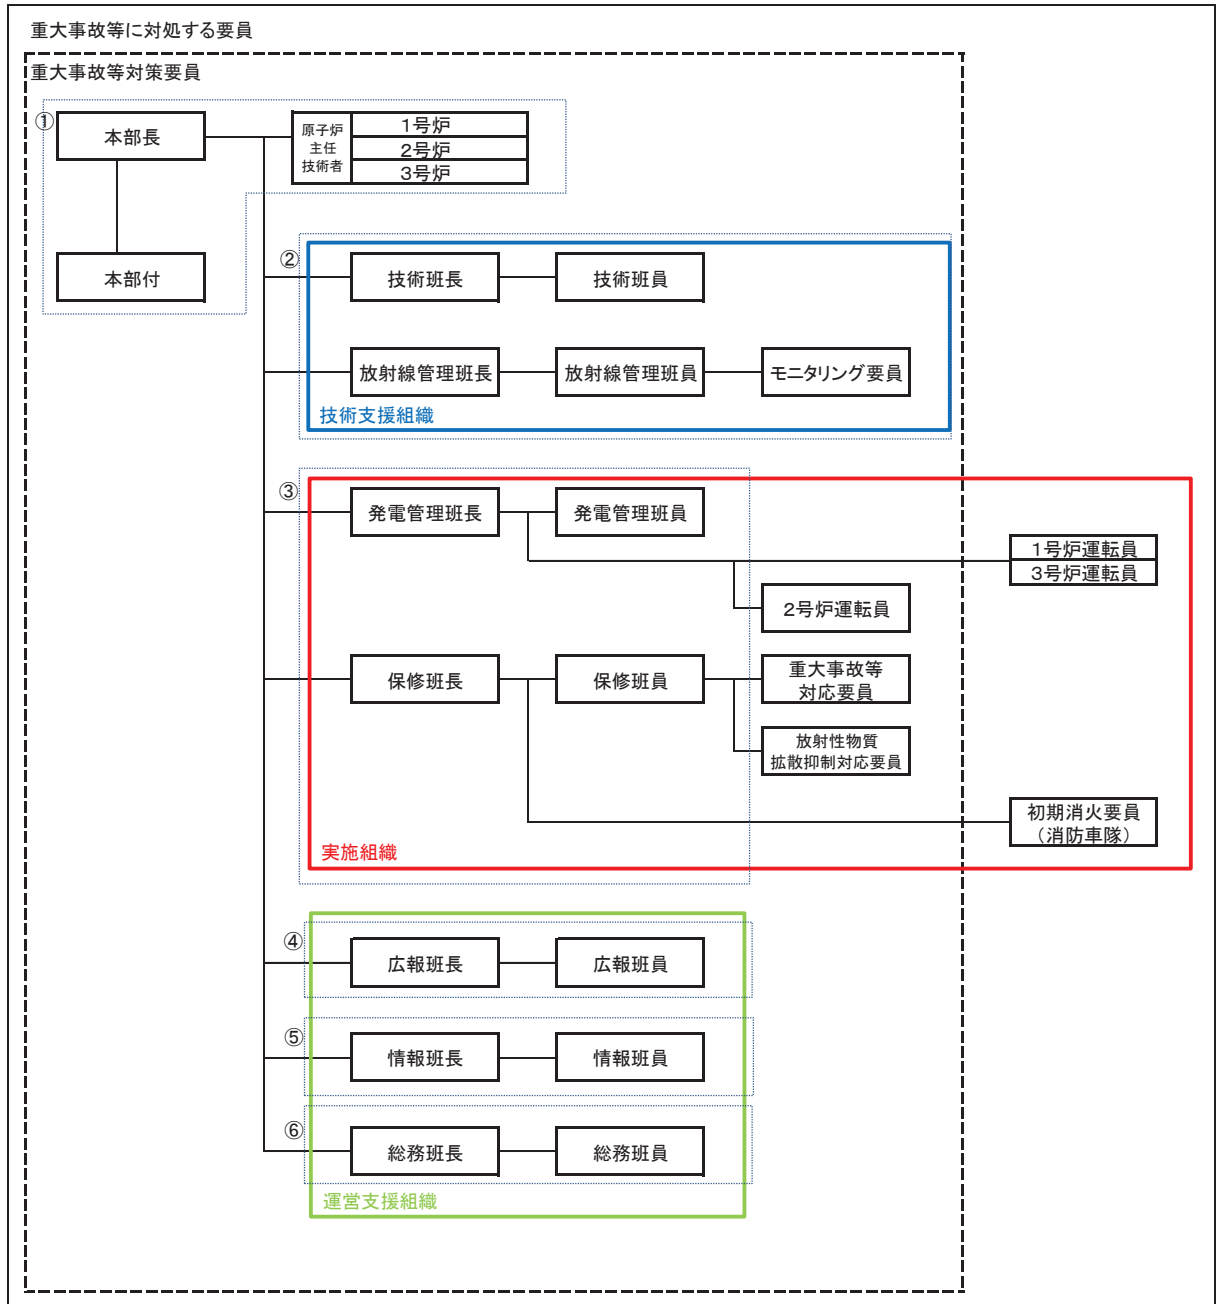 重大事故等に対処する要員
重大事故等対策要員
①
本部長
原子炉
主任
技術者
1号炉
2号炉
3号炉
本部付
②
技術班長
技術班員
放射線管理班長
放射線管理班員
モニタリング要員
技術支援組織
③
発電管理班長
発電管理班員
1号炉運転員
3号炉運転員
2号炉運転員
保修班長
保修班員
重大事故等
対応要員
放射性物質
拡散抑制対応要員
初期消火要員
（消防車隊）
実施組織
④
広報班長
広報班員
⑤
情報班長
情報班員
⑥
総務班長
総務班員
運営支援組織